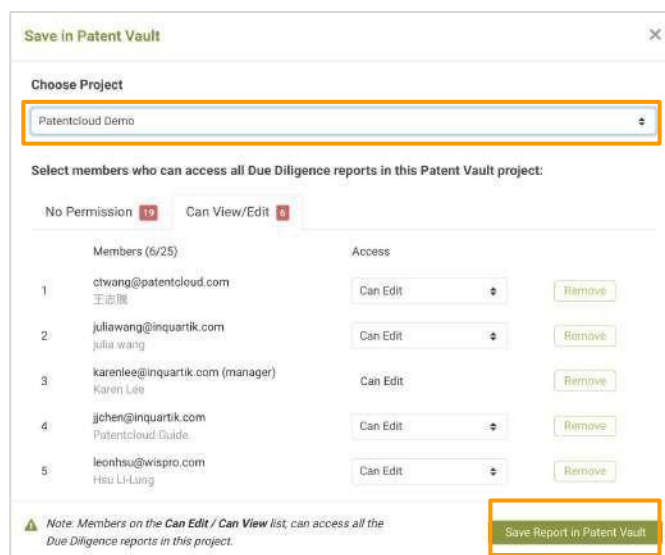 Save in Patent Vault
×
Choose Project
Patentcloud Demo
Select members who can access all Due Diligence reports in this Patent Vault project:
No Permission 19 Can View/Edit 6
Members (6/25) Access
1 ctwang@patentcloud.com Can Edit Remove
王志騰
2 juliawang@inquartik.com Can Edit Remove
julia wang
3 karenlee@inquartik.com (manager) Can Edit Remove
Karen Lee
4 jjchen@inquartik.com Can Edit Remove
Patentcloud Guide
5 leonhsu@wispro.com Can Edit Remove
Hsu Li-Lung
Note: Members on the Can Edit / Can View list, can access all the
Due Diligence reports in this project.
Save Report in Patent Vault